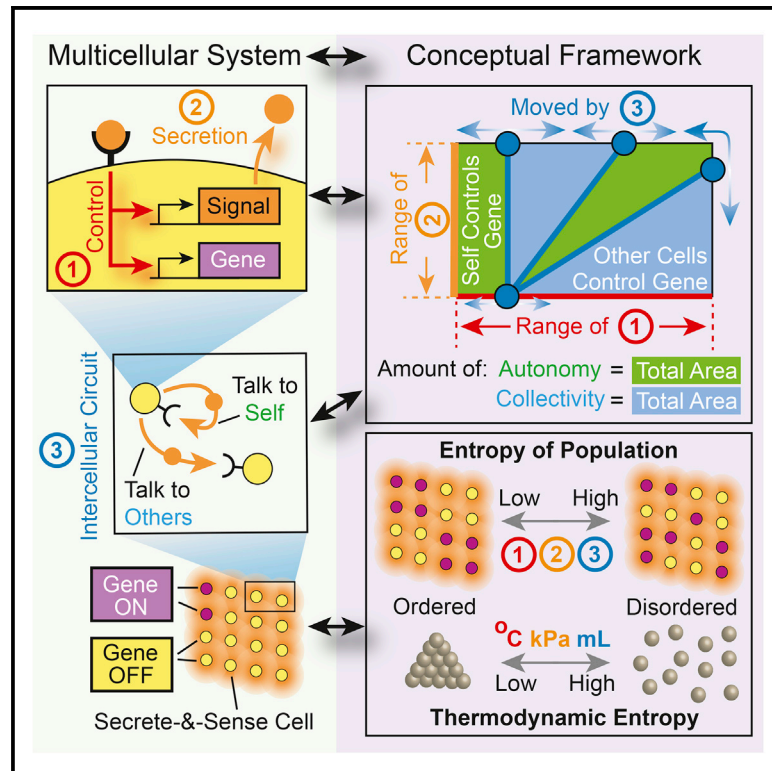 Multicellular System
Conceptual Framework
2
Secretion
Control
1
Signal
Gene
Moved by 3
Range of 2
Self Controls
Gene
Other Cells
Control Gene
Range of 1
Amount of: Autonomy = Total Area
Collectivity = Total Area
3 Intercellular Circuit
Talk to
Self
Talk to
Others
Gene
ON
Gene
OFF
Secrete-&-Sense Cell
Entropy of Population
Low High
1 2 3
Ordered Disordered
°C kPa mL
Low High
Thermodynamic Entropy